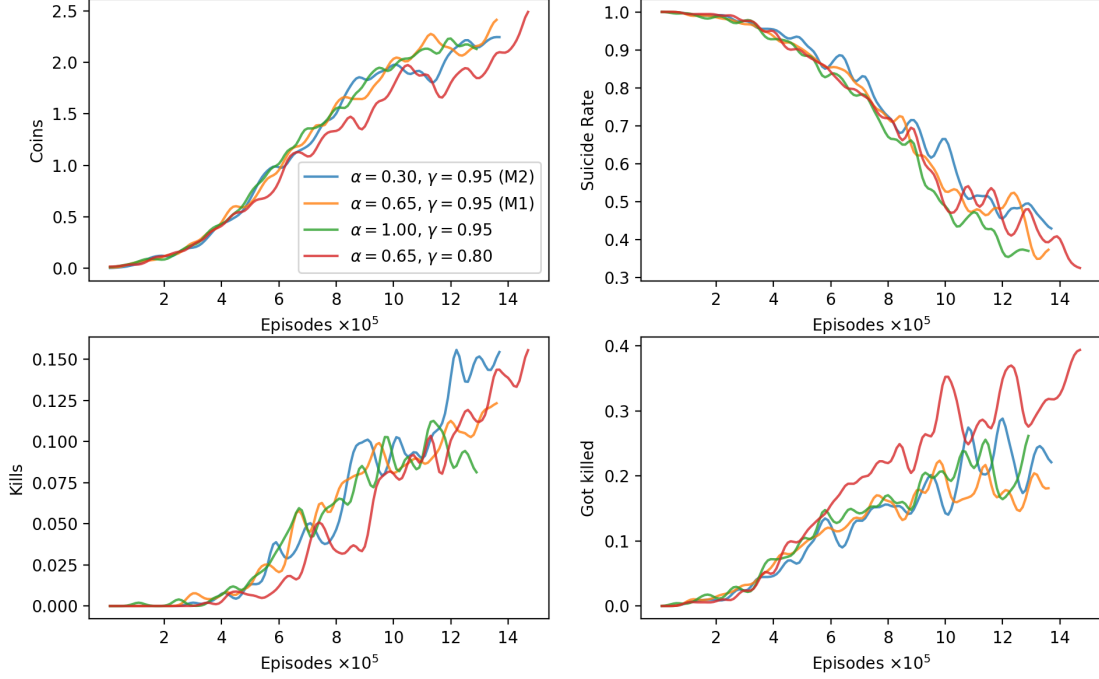 Coins
2.5
2.0
1.5
1.0
0.5
0.0
α = 0.30, γ = 0.95 (M2)
α = 0.65, γ = 0.95 (M1)
α = 1.00, γ = 0.95
α = 0.65, γ = 0.80
2 4 6 8 10 12 14
Episodes ×10⁵
Suicide Rate
1.0
0.9
0.8
0.7
0.6
0.5
0.4
0.3
2 4 6 8 10 12 14
Episodes ×10⁵
Kills
0.150
0.125
0.100
0.075
0.050
0.025
0.000
2 4 6 8 10 12 14
Episodes ×10⁵
Got killed
0.4
0.3
0.2
0.1
0.0
2 4 6 8 10 12 14
Episodes ×10⁵